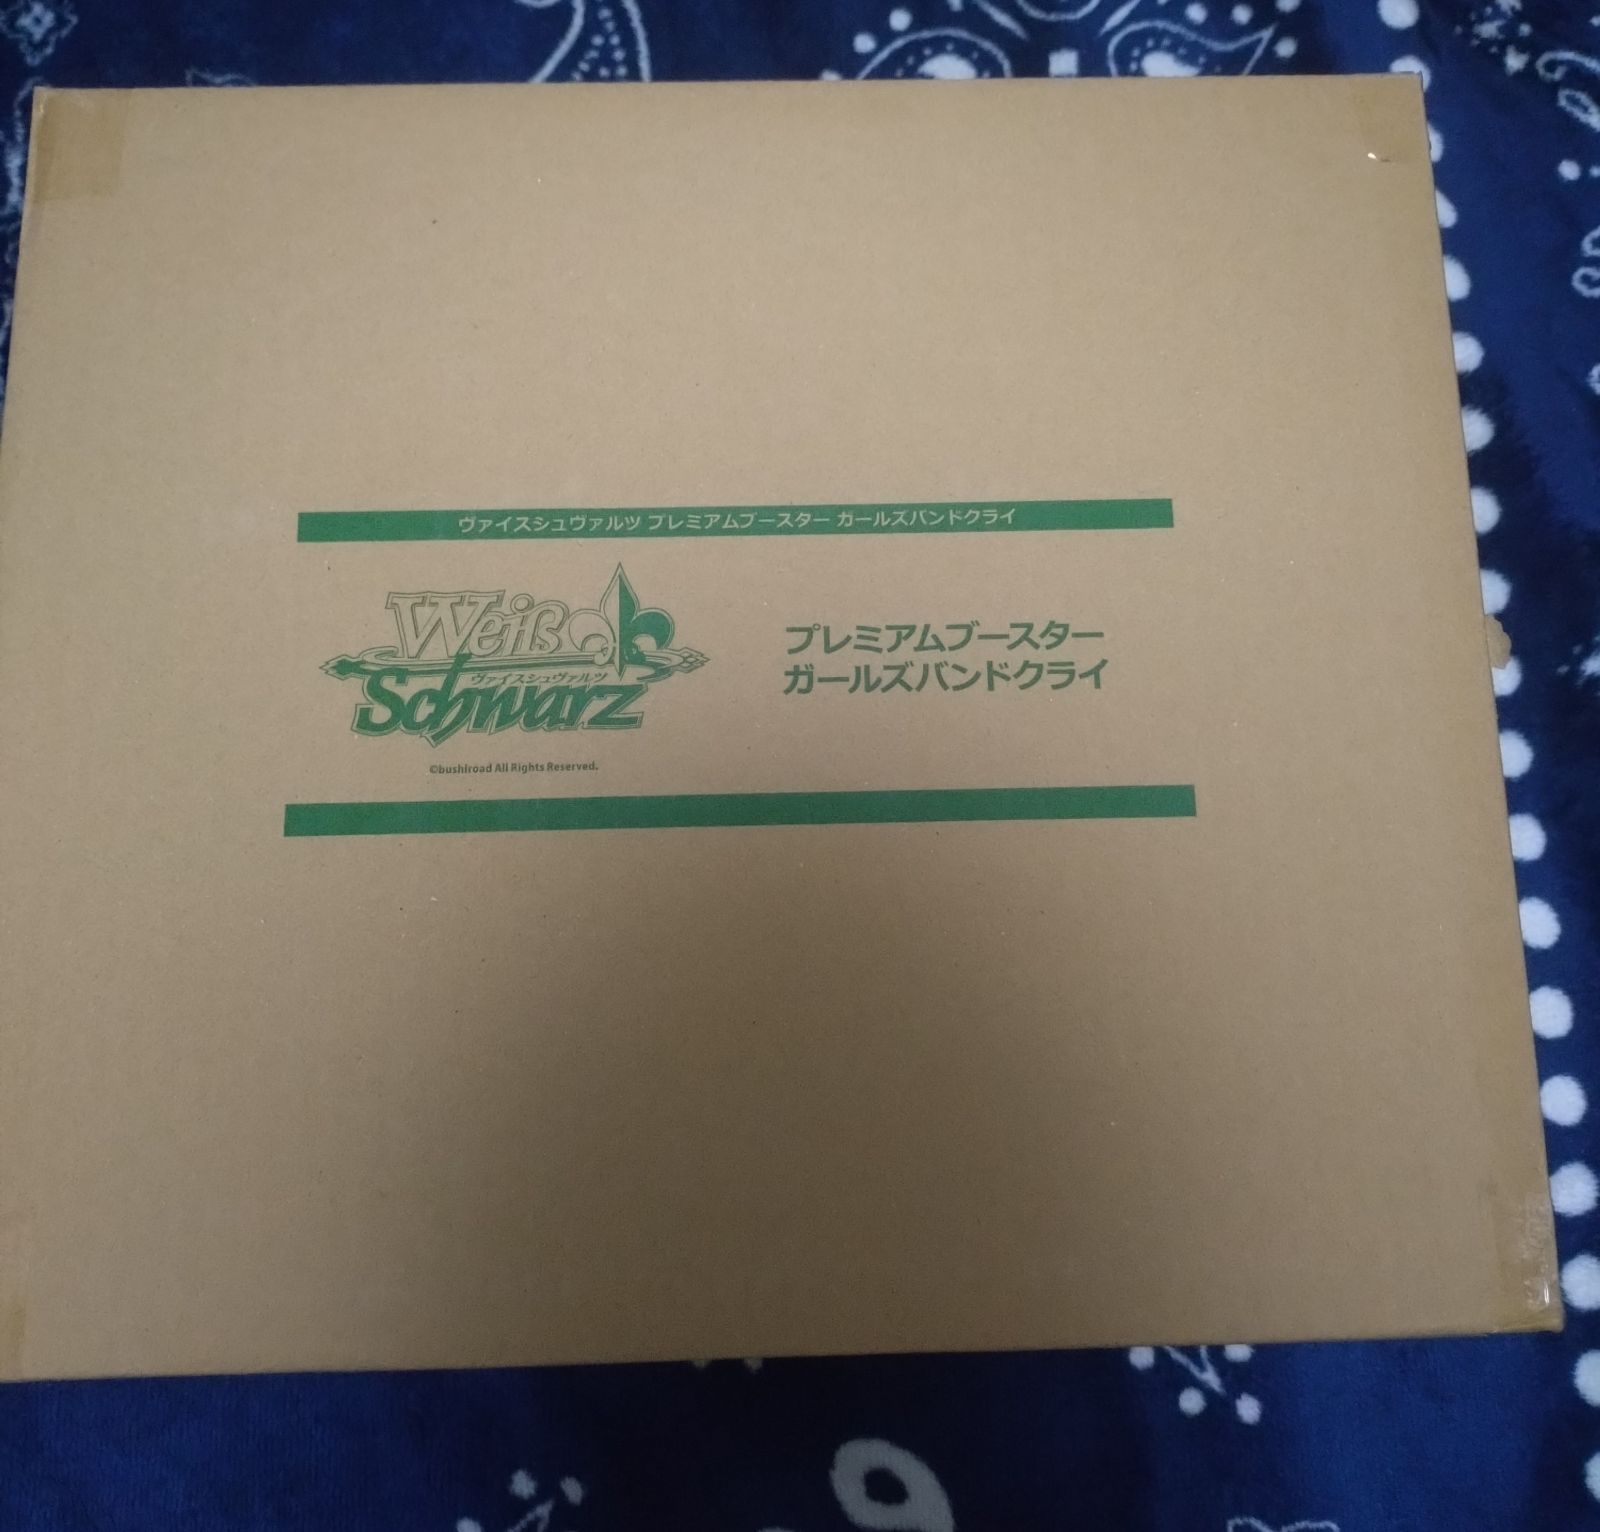 ヴァイスシュヴァルツ プレミアムブースター ガールズバンドクライ
Weiß
ヴァイスシュヴァルツ
Schwarz
©bushiroad All Rights Reserved.
プレミアムブースター
ガールズバンドクライ